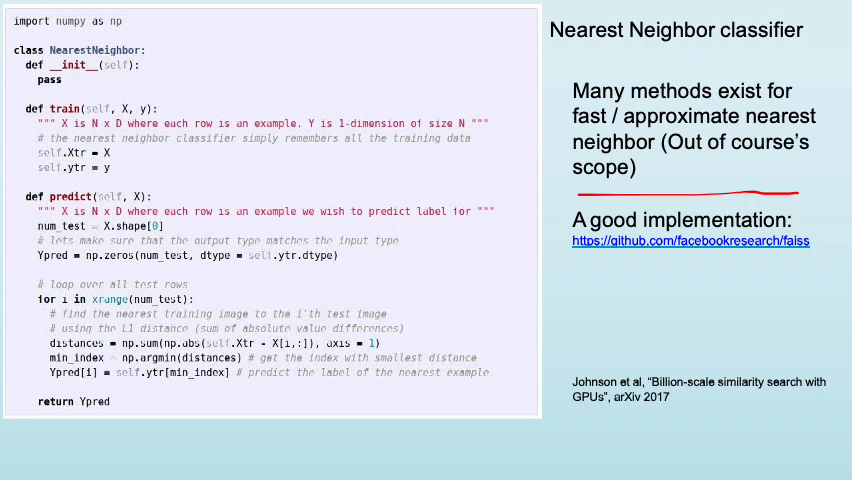 import numpy as np
class NearestNeighbor:
def __init__(self):
pass
def train(self, X, y):
""" X is N x D where each row is an example. Y is 1-dimension of size N """
# the nearest neighbor classifier simply remembers all the training data
self.Xtr = X
self.ytr = y
def predict(self, X):
""" X is N x D where each row is an example we wish to predict label for """
num_test = X.shape[0]
# lets make sure that the output type matches the input type
Ypred = np.zeros(num_test, dtype = self.ytr.dtype)
# loop over all test rows
for i in xrange(num_test):
# find the nearest training image to the i'th test image
# using the L1 distance (sum of absolute value differences)
distances = np.sum(np.abs(self.Xtr - X[i,:]), axis = 1)
min_index = np.argmin(distances) # get the index with smallest distance
Ypred[i] = self.ytr[min_index] # predict the label of the nearest example
return Ypred
Nearest Neighbor classifier
Many methods exist for
fast / approximate nearest
neighbor (Out of course's
scope)
A good implementation:
https://github.com/facebookresearch/faiss
Johnson et al, “Billion-scale similarity search with
GPUs”, arXiv 2017